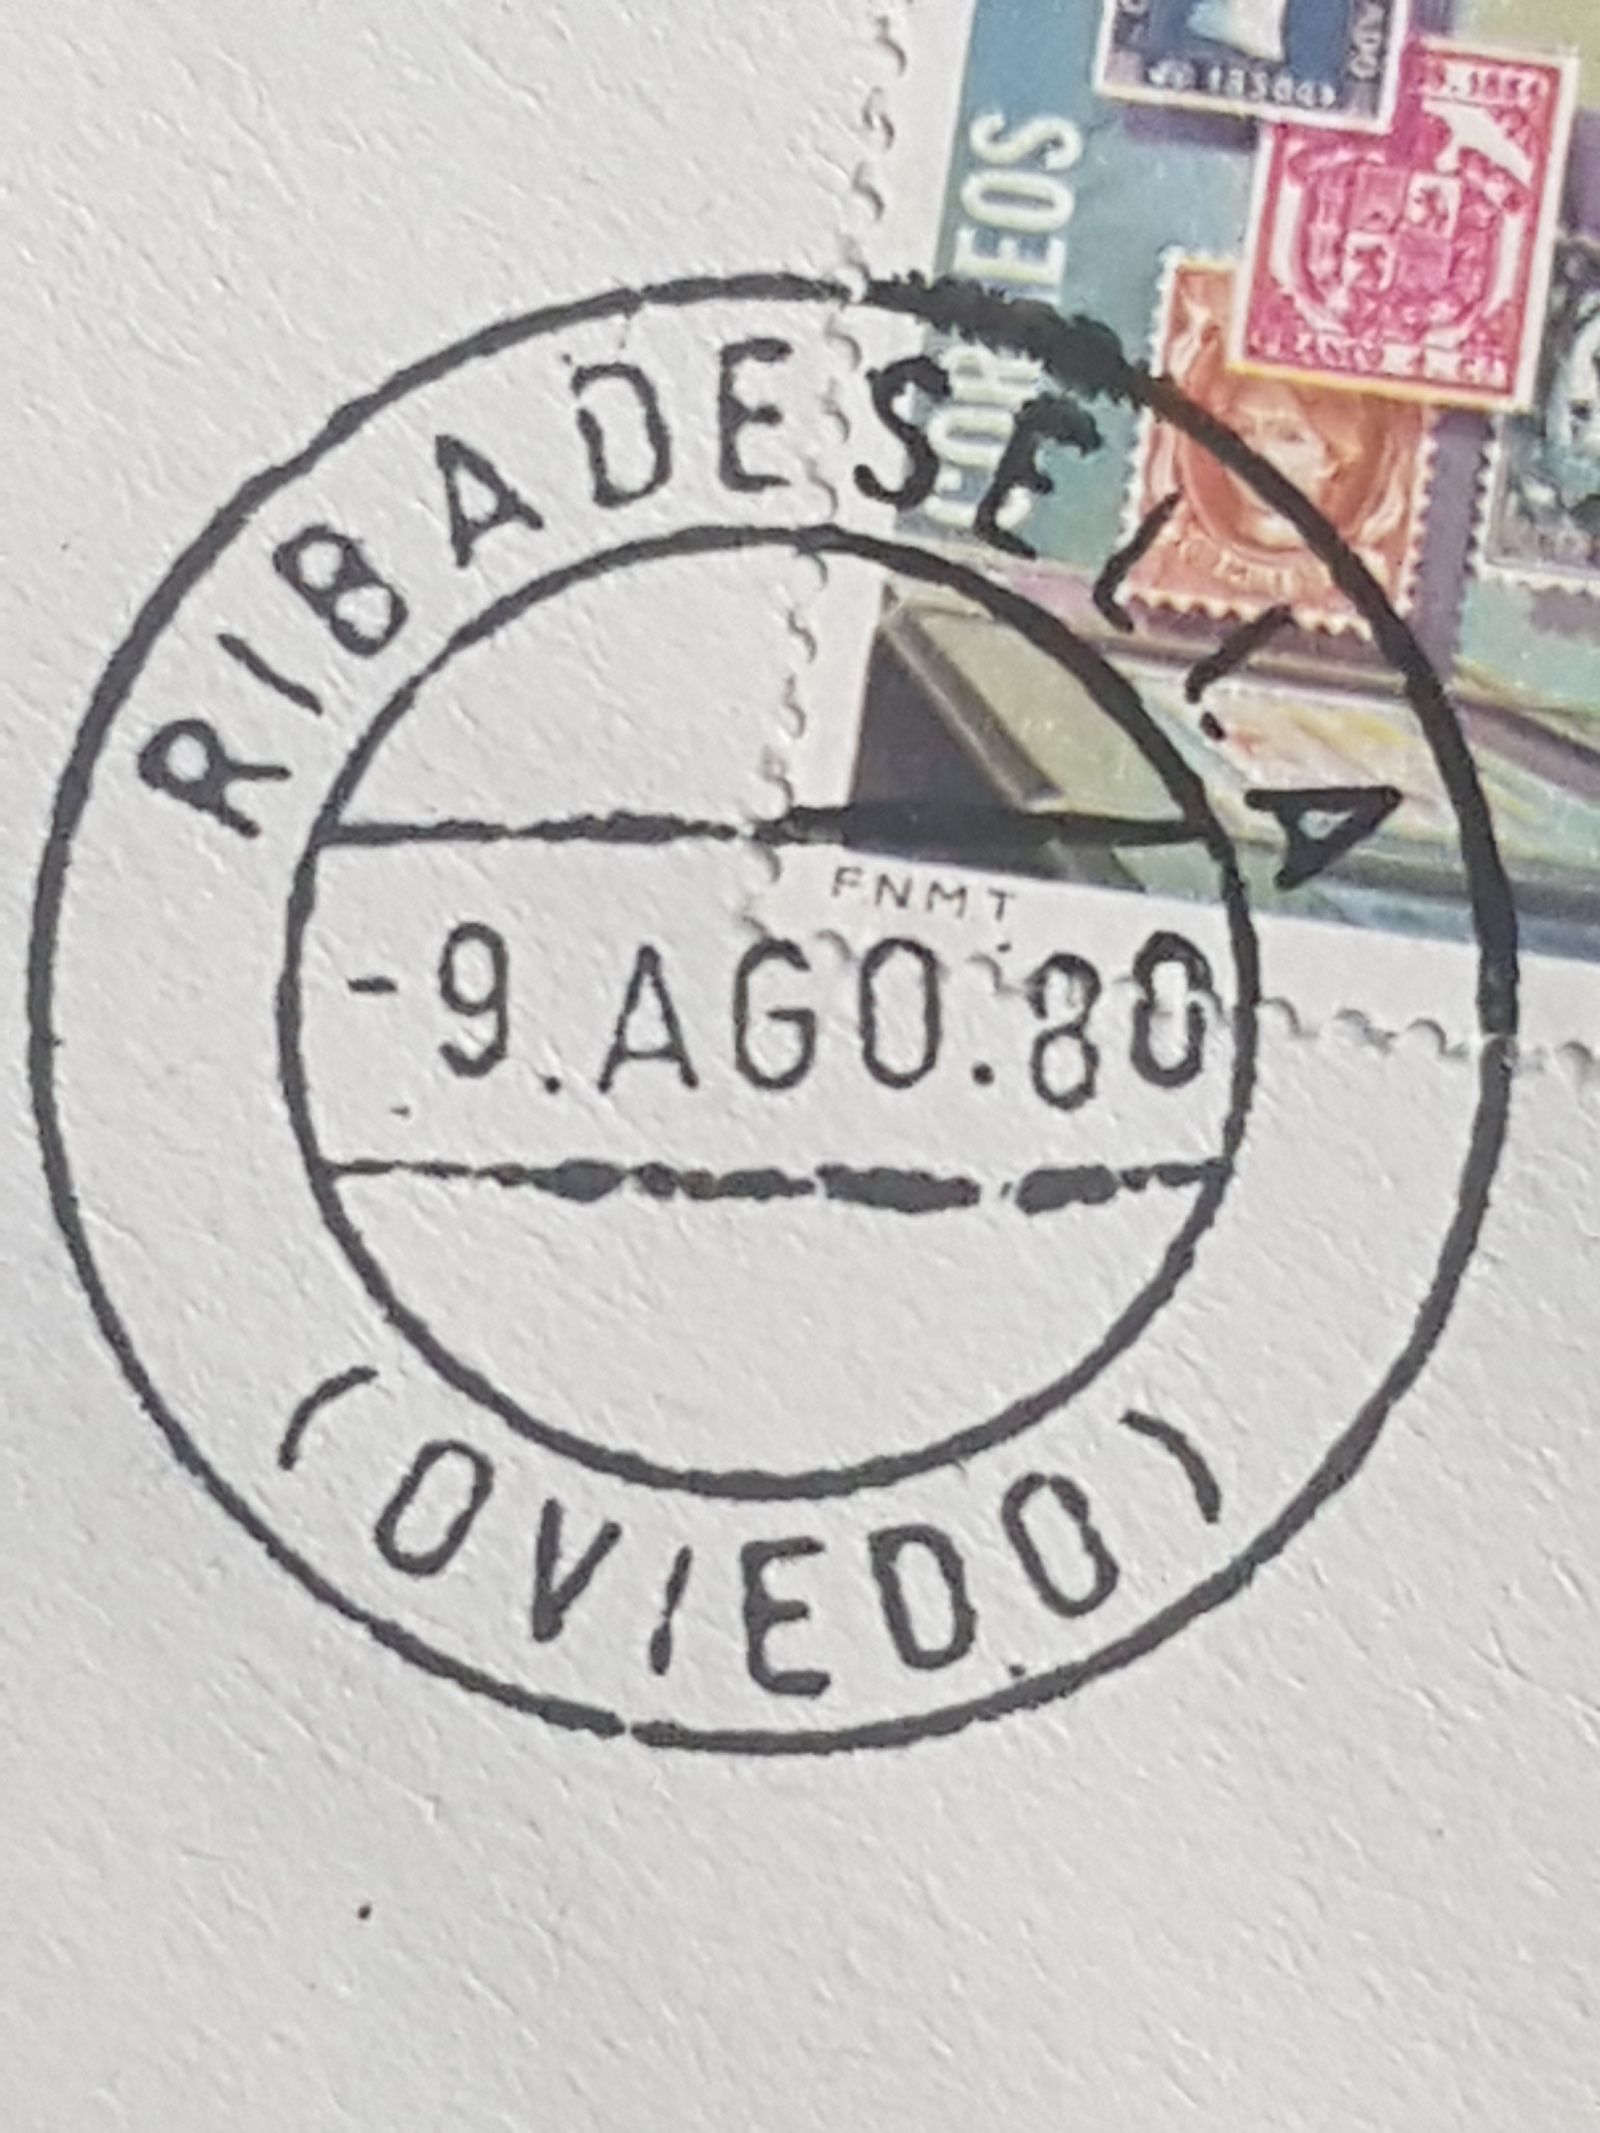 CORREOS
RIBADESELLA
FNMT
-9.AGO.80
(OVIEDO)